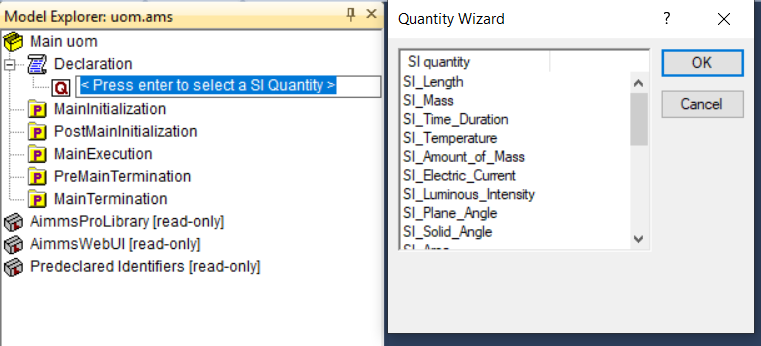 Model Explorer: uom.ams
Main uom
Declaration
Q < Press enter to select a SI Quantity >
P MainInitialization
P PostMainInitialization
P MainExecution
P PreMainTermination
P MainTermination
AimmsProLibrary [read-only]
AimmsWebUI [read-only]
Predeclared Identifiers [read-only]
Quantity Wizard ?
SI quantity
SI_Length
SI_Mass
SI_Time_Duration
SI_Temperature
SI_Amount_of_Mass
SI_Electric_Current
SI_Luminous_Intensity
SI_Plane_Angle
SI_Solid_Angle
OK
Cancel